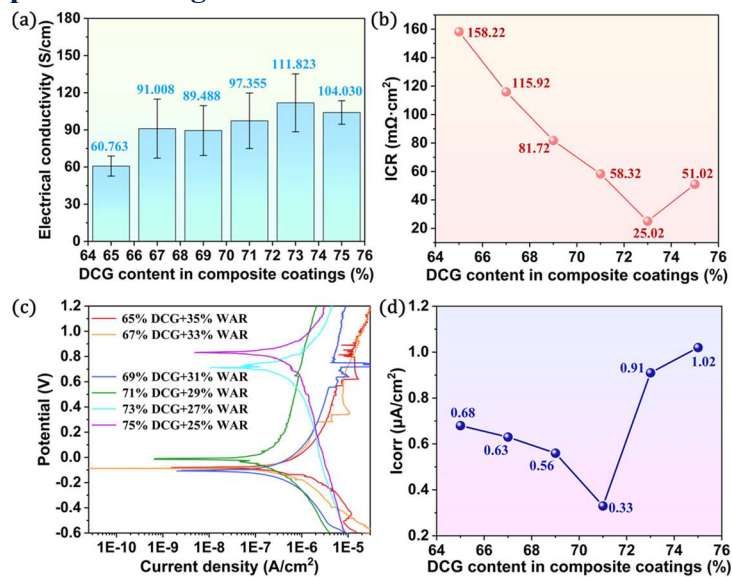 (a)
180
150
120
90
60
30
0
Electrical conductivity (S/cm)
60.763
91.008
89.488
97.355
111.823
104.030
64 65 66 67 68 69 70 71 72 73 74 75 76
DCG content in composite coatings (%)
(b)
160
140
120
100
80
60
40
20
ICR (mΩ·cm²)
158.22
115.92
81.72
58.32
25.02
51.02
64 66 68 70 72 74 76
DCG content in composite coatings (%)
(c)
1.2
1.0
0.8
0.6
0.4
0.2
0.0
-0.2
-0.4
-0.6
Potential (V)
65% DCG+35% WAR
67% DCG+33% WAR
69% DCG+31% WAR
71% DCG+29% WAR
73% DCG+27% WAR
75% DCG+25% WAR
1E-10 1E-9 1E-8 1E-7 1E-6 1E-5
Current density (A/cm²)
(d)
1.2
1.0
0.8
0.6
0.4
0.2
Icorr (μA/cm²)
0.68
0.63
0.56
0.33
0.91
1.02
64 66 68 70 72 74 76
DCG content in composite coatings (%)